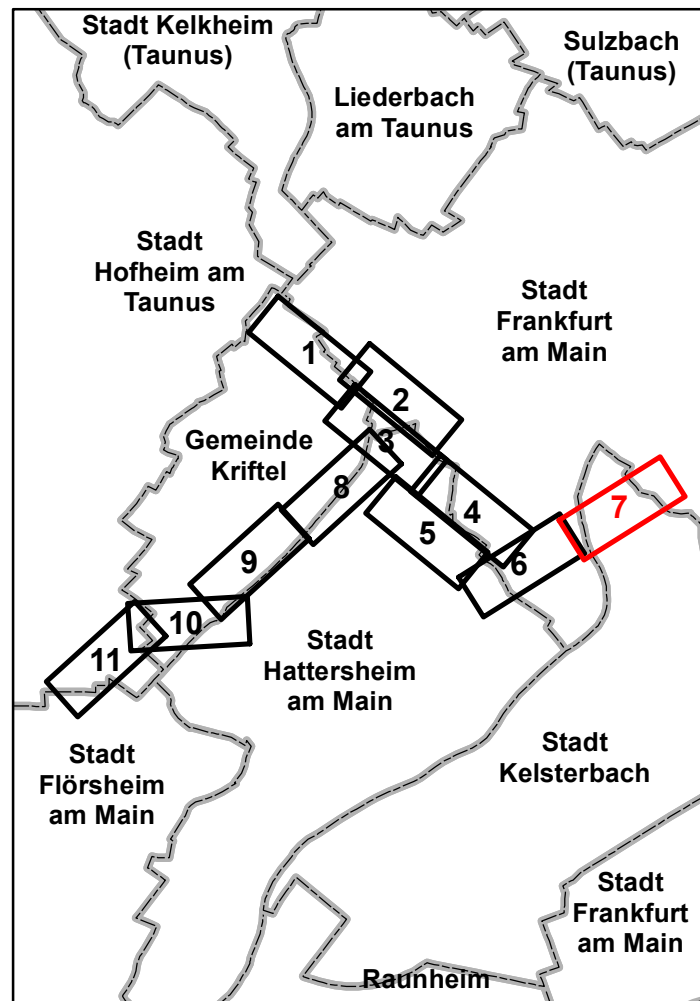 Stadt Kelkheim
(Taunus)
Sulzbach
(Taunus)
Liederbach
am Taunus
Stadt
Hofheim am
Taunus
Stadt
Frankfurt
am Main
1
2
3
Gemeinde
Kriftel
8
4
7
5
6
9
10
11
Stadt
Hattersheim
am Main
Stadt
Flörsheim
am Main
Stadt
Kelsterbach
Stadt
Frankfurt
am Main
Raunheim